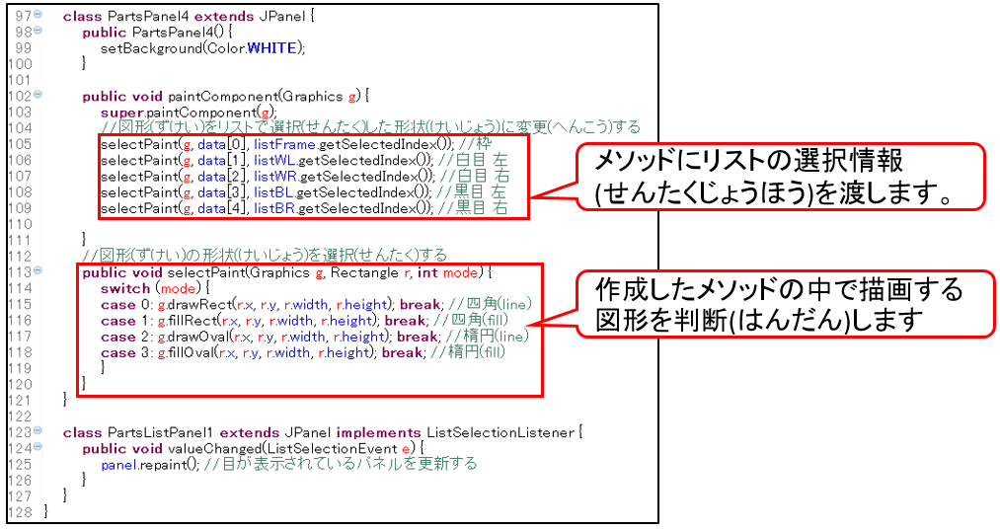 97 class PartsPanel4 extends JPanel {
98 public PartsPanel4() {
99 setBackground(Color.WHITE);
100 }
101
102 public void paintComponent(Graphics g) {
103 super.paintComponent(g);
104 //図形(ずけい)をリストで選択(せんたく)した形状(けいじょう)に変更(へんこう)する
105 selectPaint(g, data[0], listFrame.getSelectedIndex()); //枠
106 selectPaint(g, data[1], listWL.getSelectedIndex()); //白目 左
107 selectPaint(g, data[2], listWR.getSelectedIndex()); //白目 右
108 selectPaint(g, data[3], listBL.getSelectedIndex()); //黒目 左
109 selectPaint(g, data[4], listBR.getSelectedIndex()); //黒目 右
メソッドにリストの選択情報
(せんたくじょうほう)を渡します。
110
111 }
112 //図形(ずけい)の形状(けいじょう)を選択(せんたく)する
113 public void selectPaint(Graphics g, Rectangle r, int mode) {
114 switch (mode) {
115 case 0: g.drawRect(r.x, r.y, r.width, r.height); break; //四角(line)
116 case 1: g.fillRect(r.x, r.y, r.width, r.height); break; //四角(fill)
117 case 2: g.drawOval(r.x, r.y, r.width, r.height); break; //楕円(line)
118 case 3: g.fillOval(r.x, r.y, r.width, r.height); break; //楕円(fill)
119 }
120 }
作成したメソッドの中で描画する
図形を判断(はんだん)します
121 }
122
123 class PartsListPanel1 extends JPanel implements ListSelectionListener {
124 public void valueChanged(ListSelectionEvent e) {
125 panel.repaint(); //目が表示されているパネルを更新する
126 }
127 }
128 }